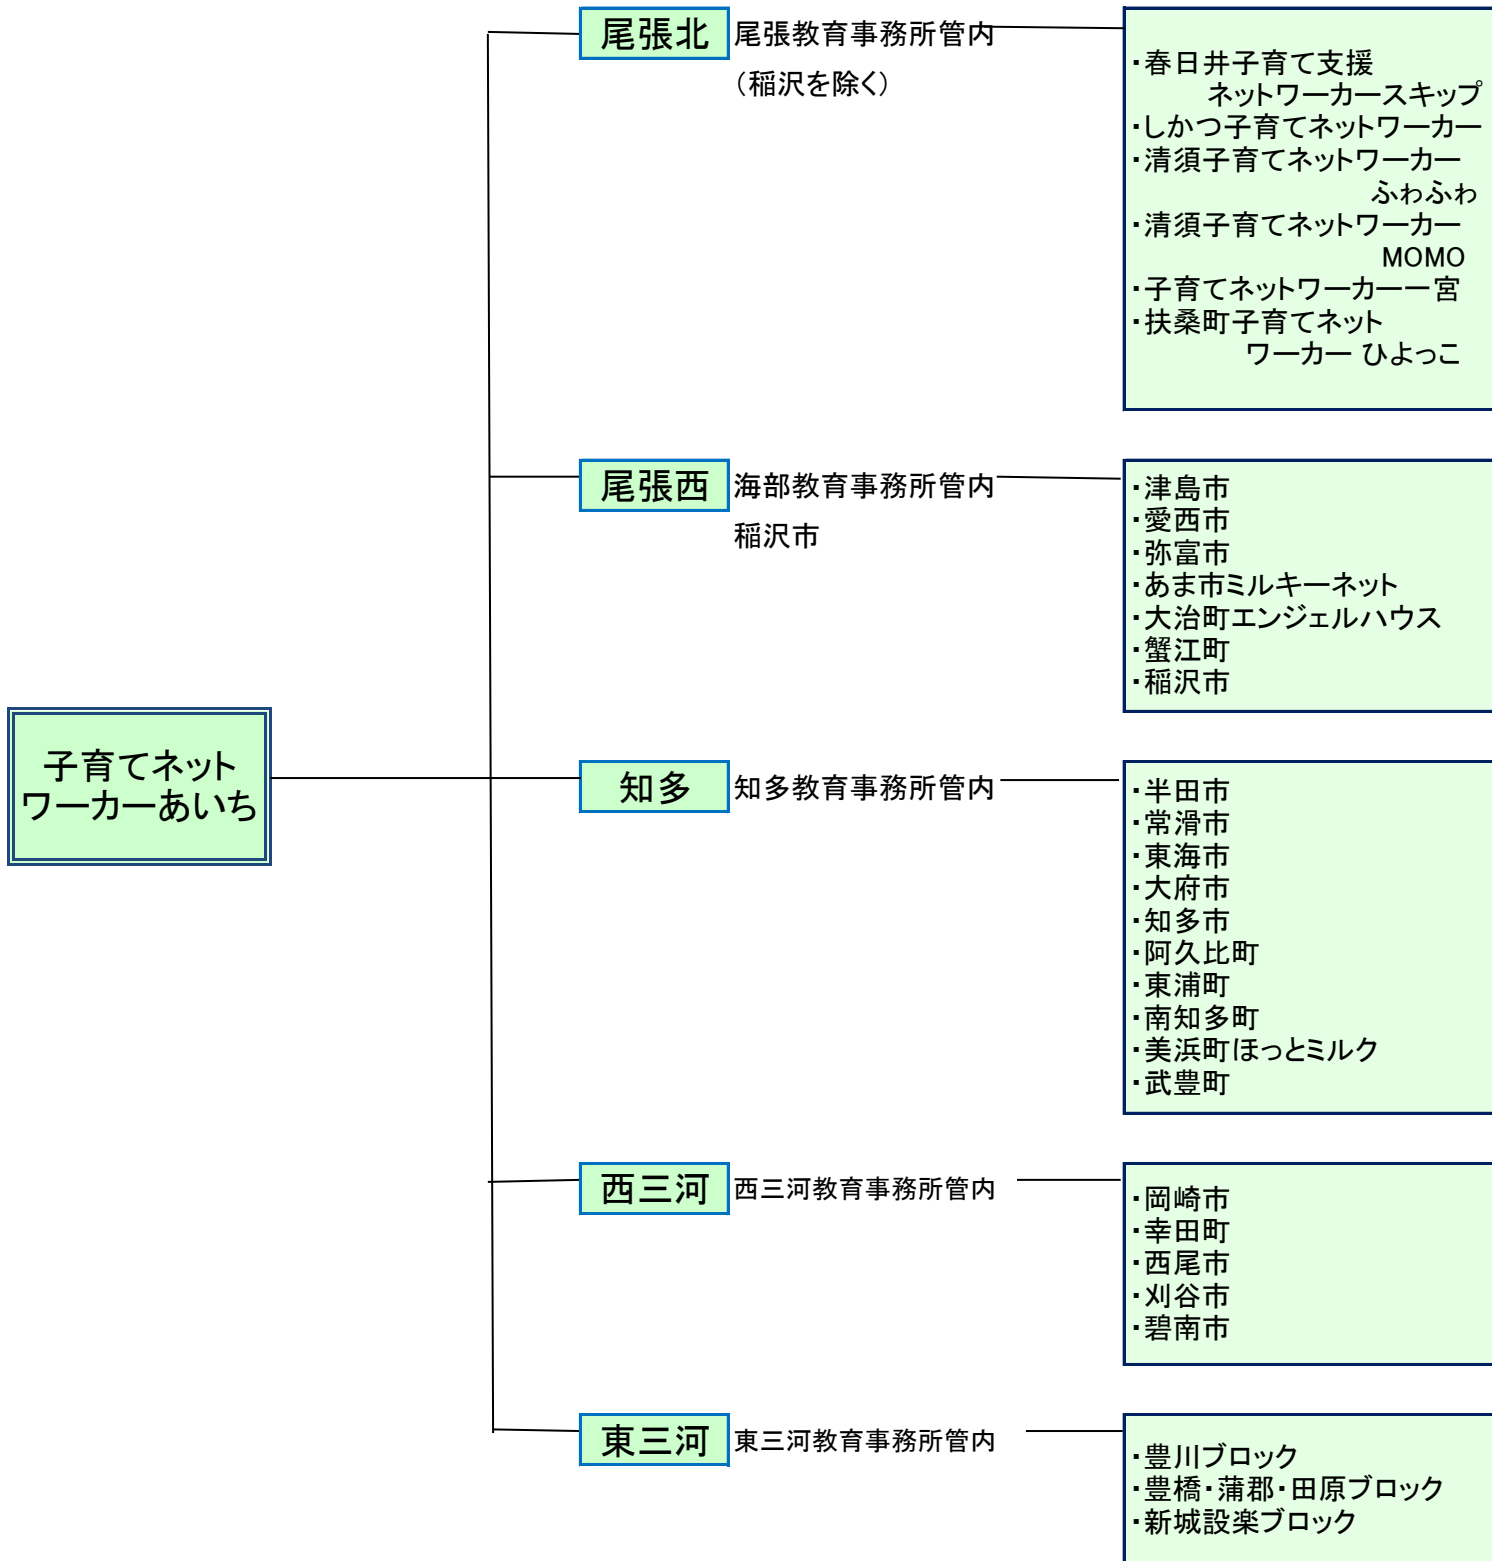 子育てネット
ワーカーあいち
尾張北
尾張教育事務所管内
（稲沢を除く）
・春日井子育て支援
ネットワーカースキップ
・しかつ子育てネットワーカー
・清須子育てネットワーカー
ふわふわ
・清須子育てネットワーカー
MOMO
・子育てネットワーカー一宮
・扶桑町子育てネット
ワーカー ひよっこ
尾張西
海部教育事務所管内
稲沢市
・津島市
・愛西市
・弥富市
・あま市ミルキーネット
・大治町エンジェルハウス
・蟹江町
・稲沢市
知多
知多教育事務所管内
・半田市
・常滑市
・東海市
・大府市
・知多市
・阿久比町
・東浦町
・南知多町
・美浜町ほっとミルク
・武豊町
西三河
西三河教育事務所管内
・岡崎市
・幸田町
・西尾市
・刈谷市
・碧南市
東三河
東三河教育事務所管内
・豊川ブロック
・豊橋・蒲郡・田原ブロック
・新城設楽ブロック